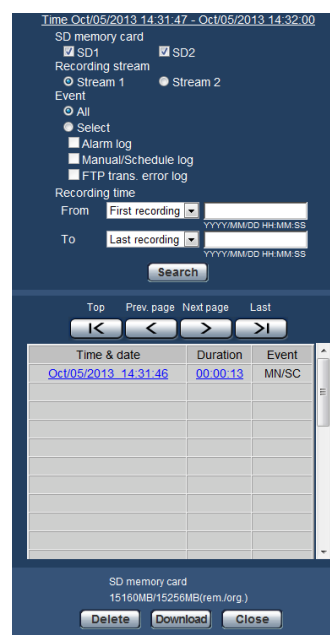 Time Oct/05/2013 14:31:47 - Oct/05/2013 14:32:00
SD memory card
SD1 SD2
Recording stream
Stream 1 Stream 2
Event
All
Select
Alarm log
Manual/Schedule log
FTP trans. error log
Recording time
From First recording
YYYY/MM/DD HH:MM:SS
To Last recording
YYYY/MM/DD HH:MM:SS
Search
Top Prev. page Next page Last
Time & date Duration Event
Oct/05/2013 14:31:46 00:00:13 MN/SC
SD memory card
15160MB/15256MB(rem./org.)
Delete Download Close